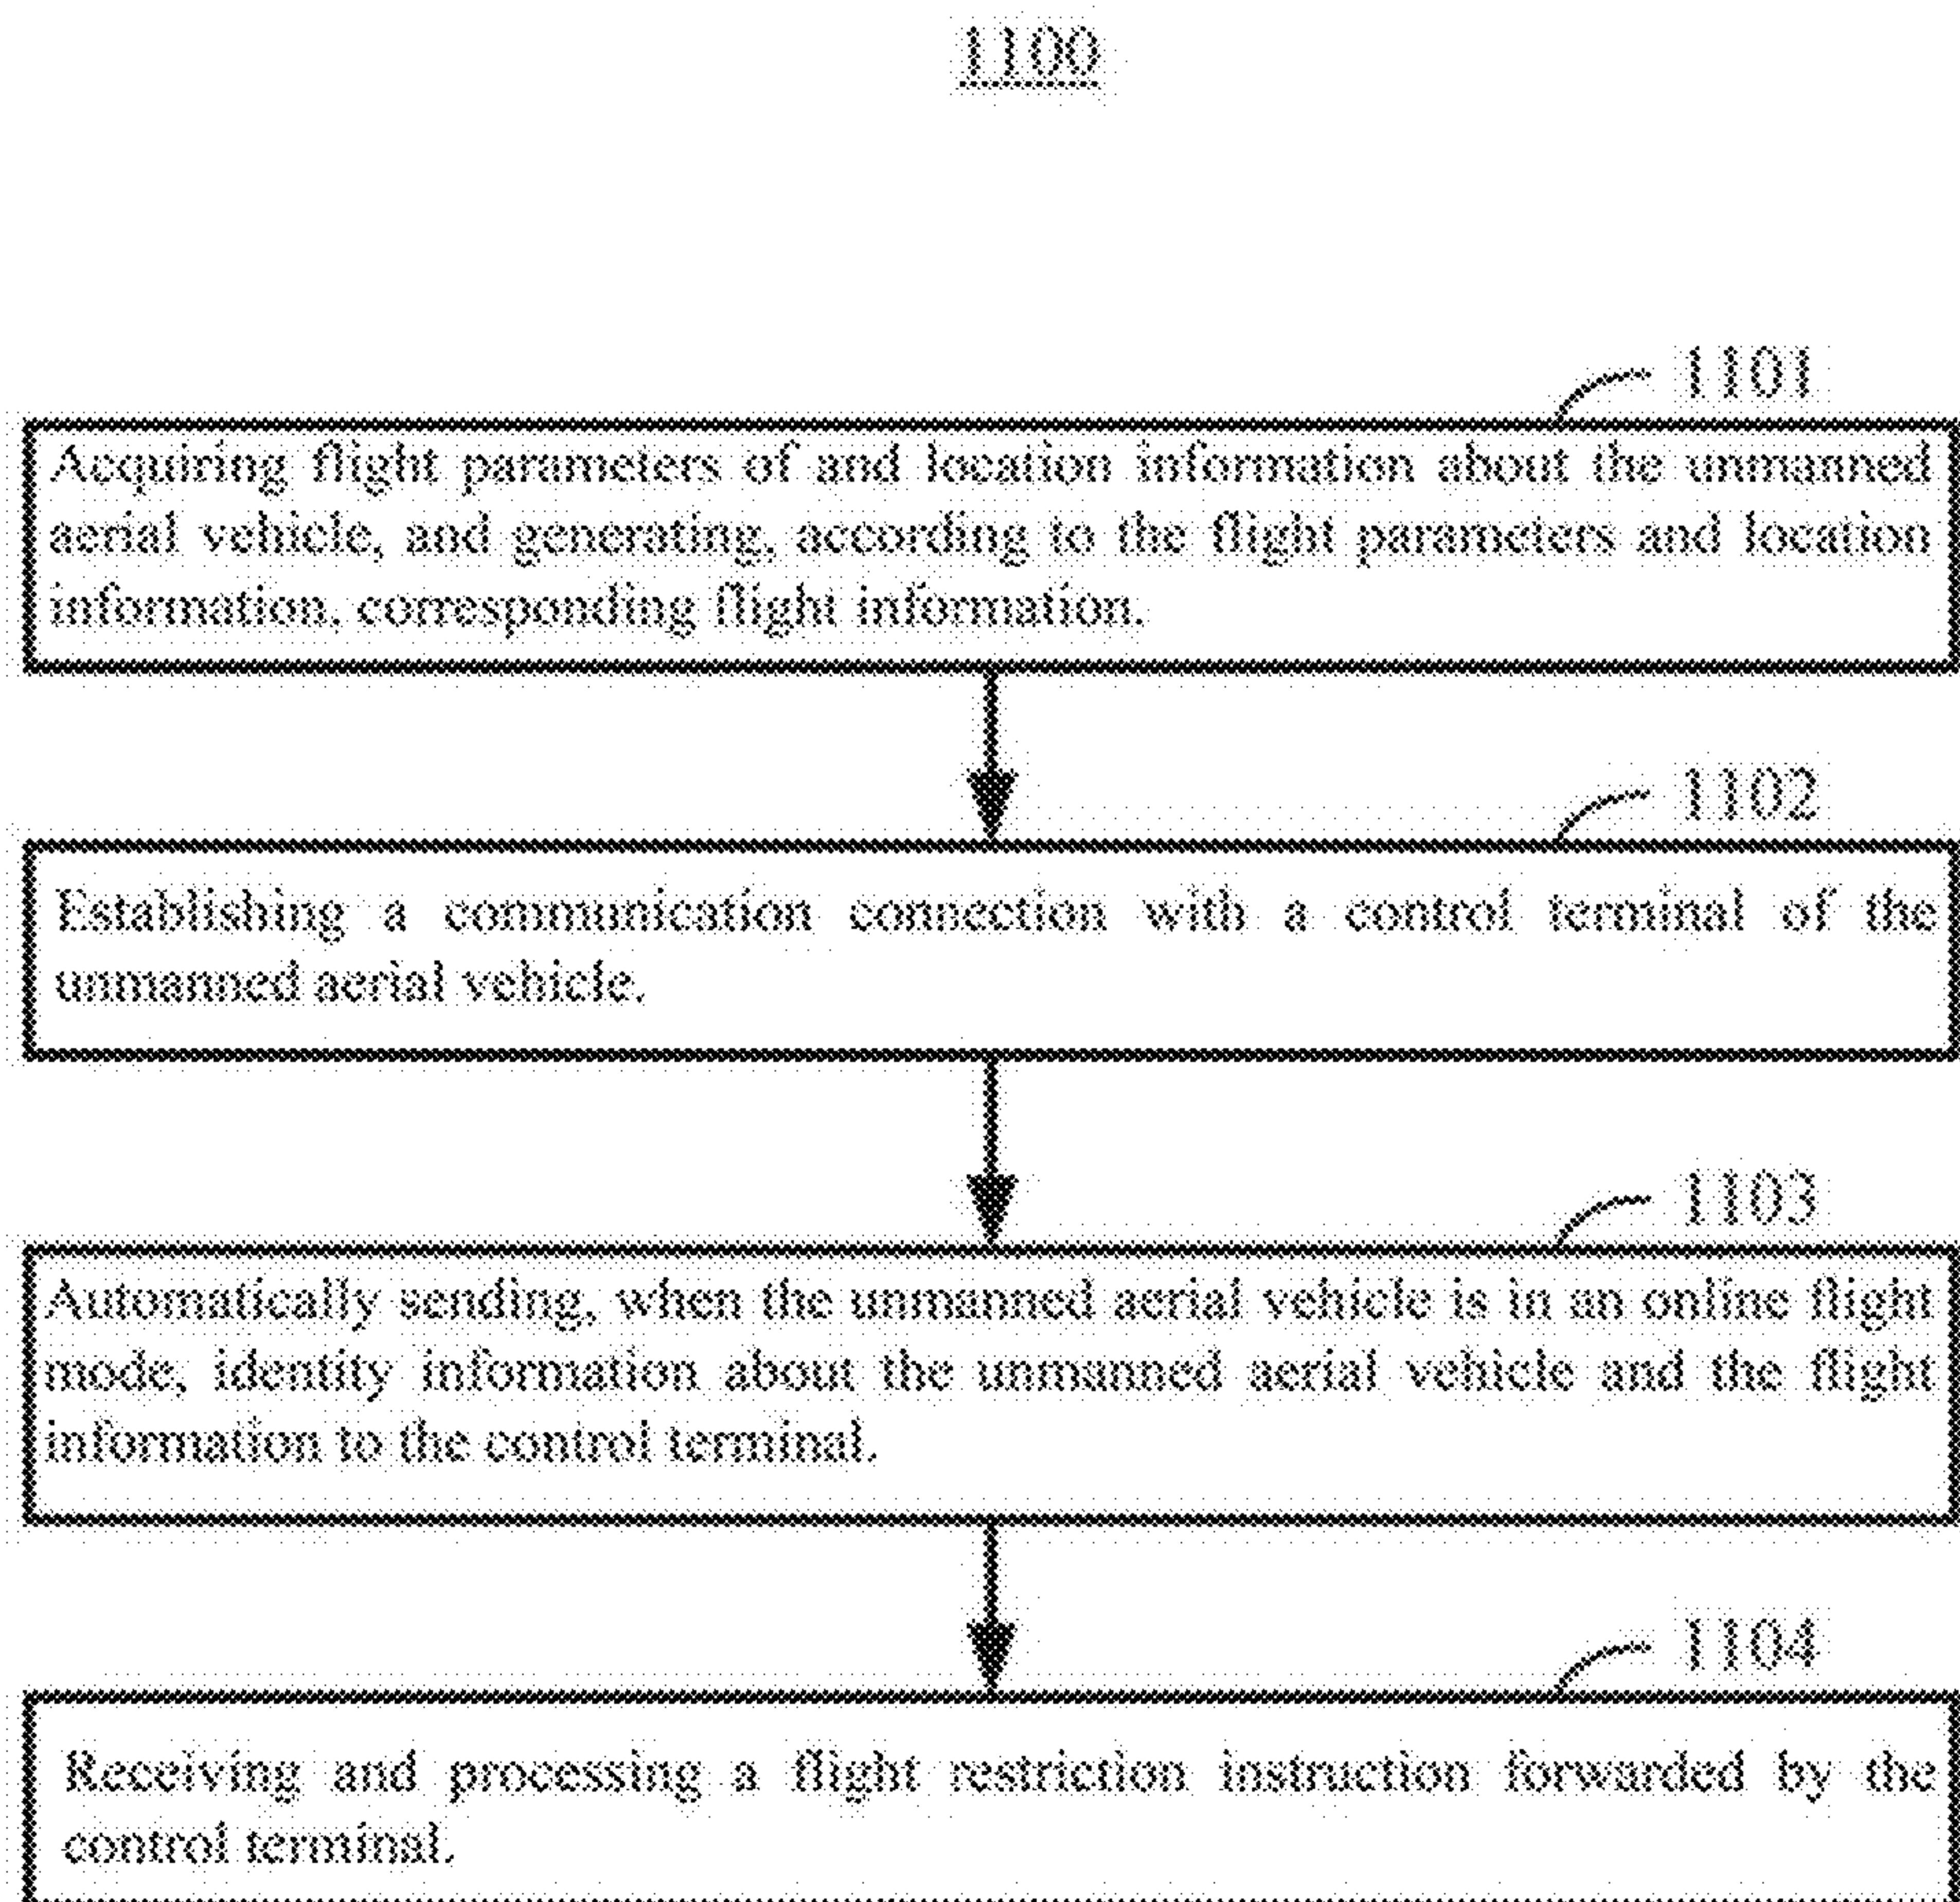 1100
1101
Acquiring flight parameters of and location information about the unmanned
aerial vehicle, and generating, according to the flight parameters and location
information, corresponding flight information.
1102
Establishing a communication connection with a control terminal of the
unmanned aerial vehicle.
1103
Automatically sending, when the unmanned aerial vehicle is in an online flight
mode, identity information about the unmanned aerial vehicle and the flight
information to the control terminal.
1104
Receiving and processing a flight restriction instruction forwarded by the
control terminal.